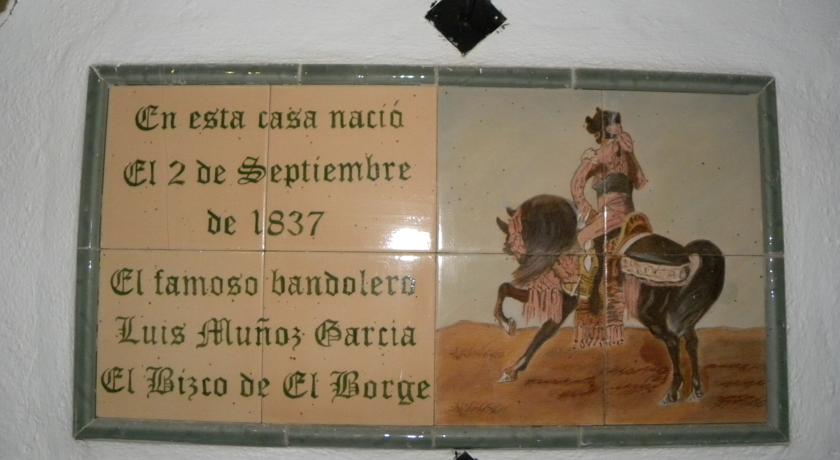 En esta casa nació
El 2 de Septiembre
de 1837
El famoso bandolero
Luis Muñoz Garcia
El Bizco de El Borge